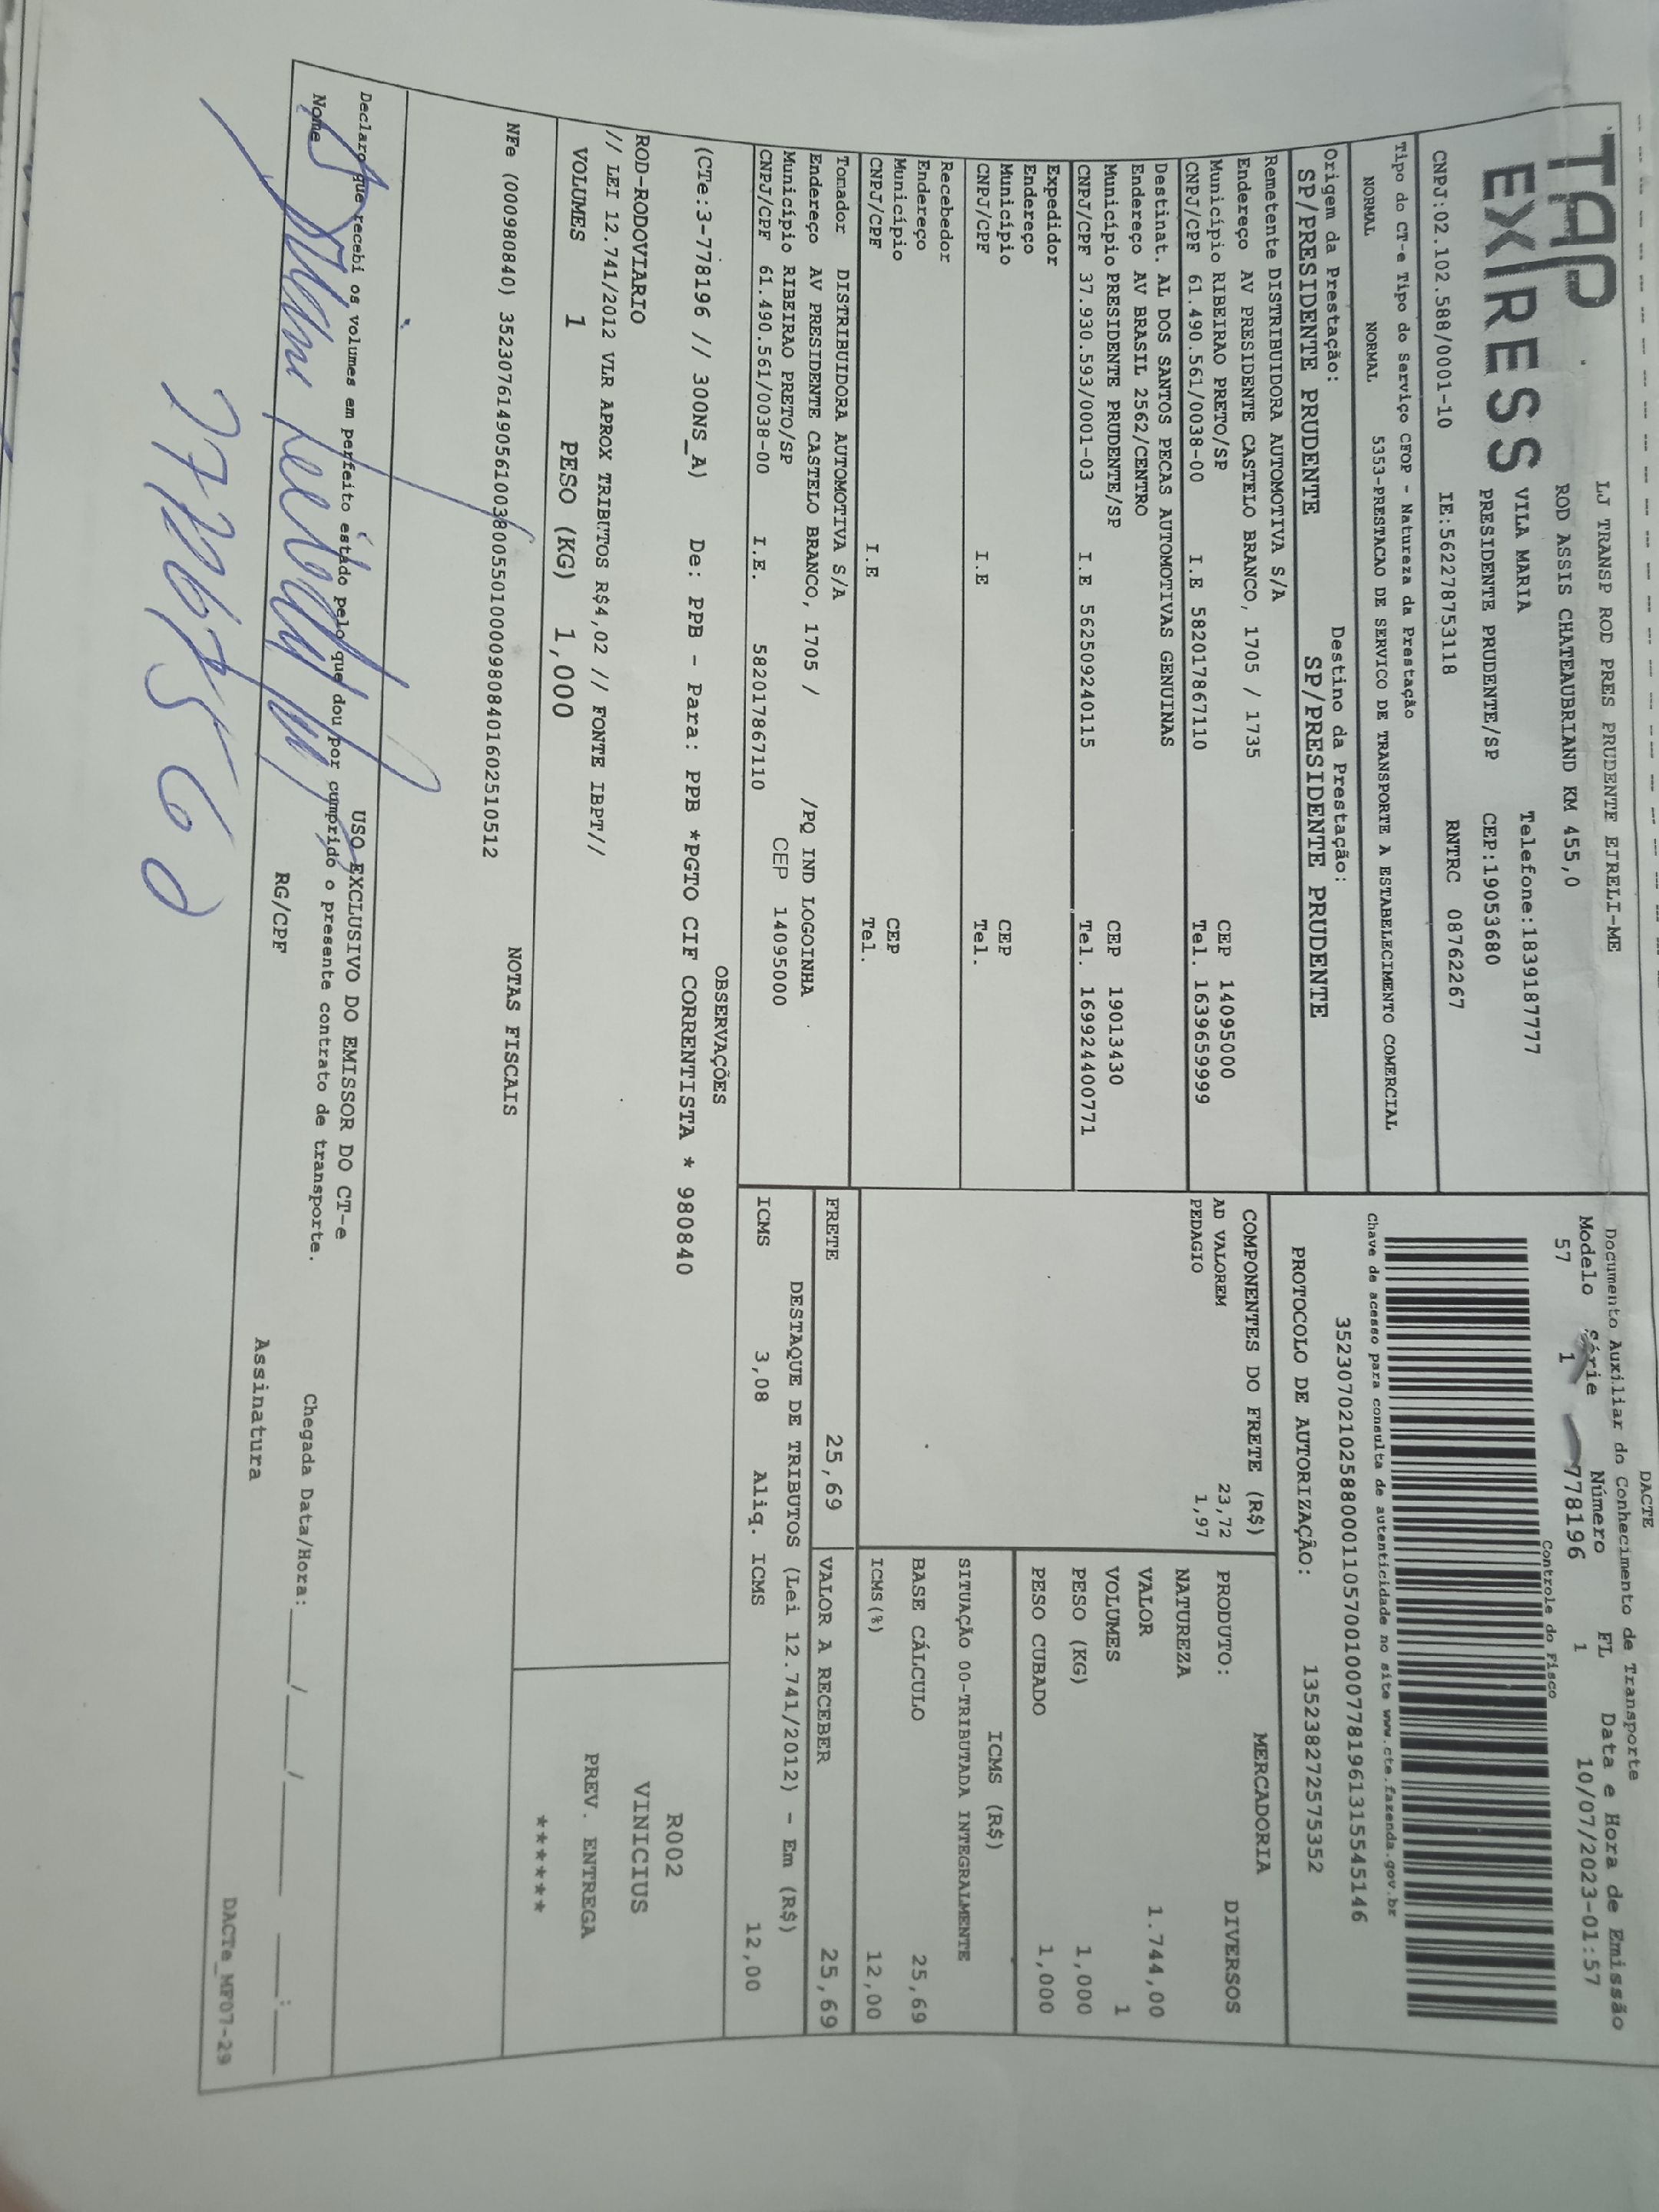 TAP
EXPRESS
LJ TRANSP ROD PRES PRUDENTE EIRELI-ME
ROD ASSIS CHATEAUBRIAND KM 455,0
VILA MARIA Telefone:1839187777
PRESIDENTE PRUDENTE/SP CEP:19053680
CNPJ:02.102.588/0001-10 IE:562278753118 RNTRC 08762267
Tipo do CT-e Tipo do Serviço CFOP - Natureza da Prestação
NORMAL NORMAL 5353-PRESTACAO DE SERVICO DE TRANSPORTE A ESTABELECIMENTO COMERCIAL
Origem da Prestação: Destino da Prestação:
SP/PRESIDENTE PRUDENTE SP/PRESIDENTE PRUDENTE
Remetente DISTRIBUIDORA AUTOMOTIVA S/A
Endereço AV PRESIDENTE CASTELO BRANCO, 1705 / 1735
Município RIBEIRAO PRETO/SP CEP 14095000
CNPJ/CPF 61.490.561/0038-00 I.E 582017867110 Tel. 1639659999
Destinat. AL DOS SANTOS PECAS AUTOMOTIVAS GENUINAS
Endereço AV BRASIL 2562/CENTRO
Município PRESIDENTE PRUDENTE/SP CEP 19013430
CNPJ/CPF 37.930.593/0001-03 I.E 562509240115 Tel. 16992440771
Expedidor
Endereço
Município CEP
CNPJ/CPF I.E Tel.
Recebedor
Endereço
Município CEP
CNPJ/CPF I.E Tel.
Tomador DISTRIBUIDORA AUTOMOTIVA S/A
Endereço AV PRESIDENTE CASTELO BRANCO, 1705 / /PQ IND LOGOINHA
Município RIBEIRAO PRETO/SP CEP 14095000
CNPJ/CPF 61.490.561/0038-00 I.E. 582017867110
DACTE
Documento Auxiliar do Conhecimento de Transporte
Modelo Série Número FL Data e Hora de Emissão
57 1 778196 1 10/07/2023-01:57
Controle do Fisco
Chave de acesso para consulta de autenticidade no site www.cte.fazenda.gov.br
35230702102588000110570010007781961315545146
PROTOCOLO DE AUTORIZAÇÃO: 135238272575352
COMPONENTES DO FRETE (R$)
AD VALOREM 23,72
PEDAGIO 1,97
MERCADORIA
PRODUTO: DIVERSOS
NATUREZA
VALOR 1.744,00
VOLUMES 1
PESO (KG) 1,000
PESO CUBADO 1,000
ICMS (R$)
SITUAÇÃO 00-TRIBUTADA INTEGRALMENTE
BASE CÁLCULO 25,69
ICMS(%) 12,00
FRETE 25,69 VALOR A RECEBER 25,69
DESTAQUE DE TRIBUTOS (Lei 12.741/2012) - Em (R$)
ICMS 3,08 Aliq. ICMS 12,00
OBSERVAÇÕES
(CTe:3-778196 // 300NS_A) De: PPB - Para: PPB *PGTO CIF CORRENTISTA * 980840
ROD-RODOVIARIO
// LEI 12.741/2012 VLR APROX TRIBUTOS R$4,02 // FONTE IBPT//
VOLUMES 1 PESO (KG) 1,000
R002
VINICIUS
PREV. ENTREGA
******
NOTAS FISCAIS
NFe (000980840) 35230761490561003800550100009808401602510512
USO EXCLUSIVO DO EMISSOR DO CT-e
Declaro que recebi os volumes em perfeito estado pelo que dou por cumprido o presente contrato de transporte.
Chegada Data/Hora:____/____/______ ____:____
Nome RG/CPF Assinatura
DACTe_MF07-29